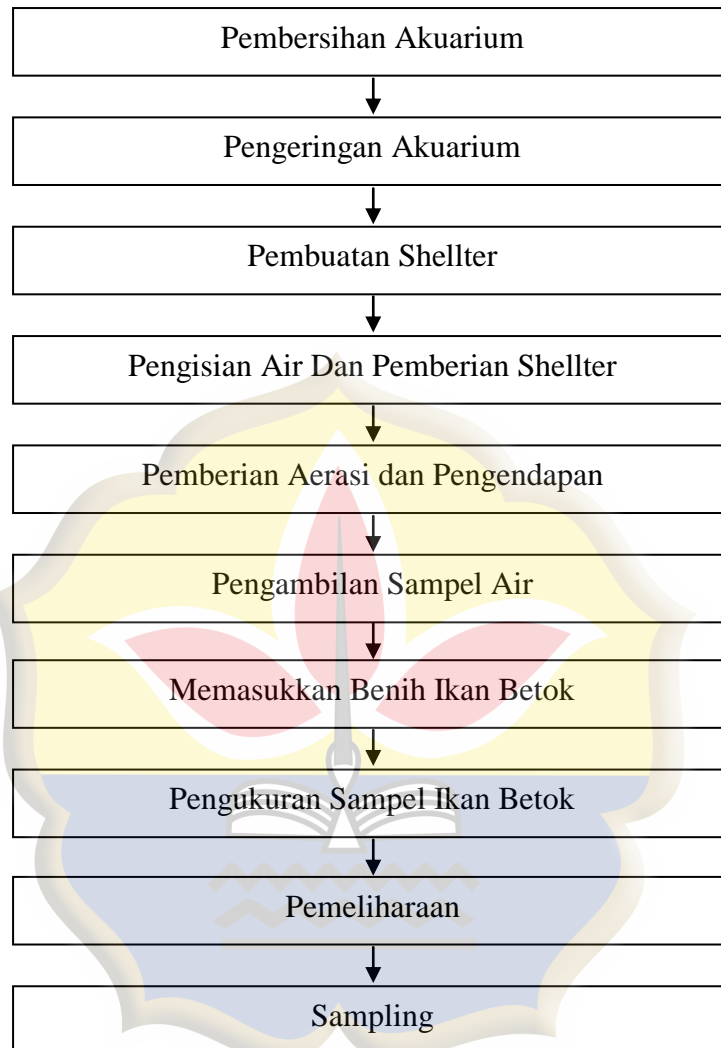 Pembersihan Akuarium
Pengeringan Akuarium
Pembuatan Shellter
Pengisian Air Dan Pemberian Shellter
Pemberian Aerasi dan Pengendapan
Pengambilan Sampel Air
Memasukkan Benih Ikan Betok
Pengukuran Sampel Ikan Betok
Pemeliharaan
Sampling